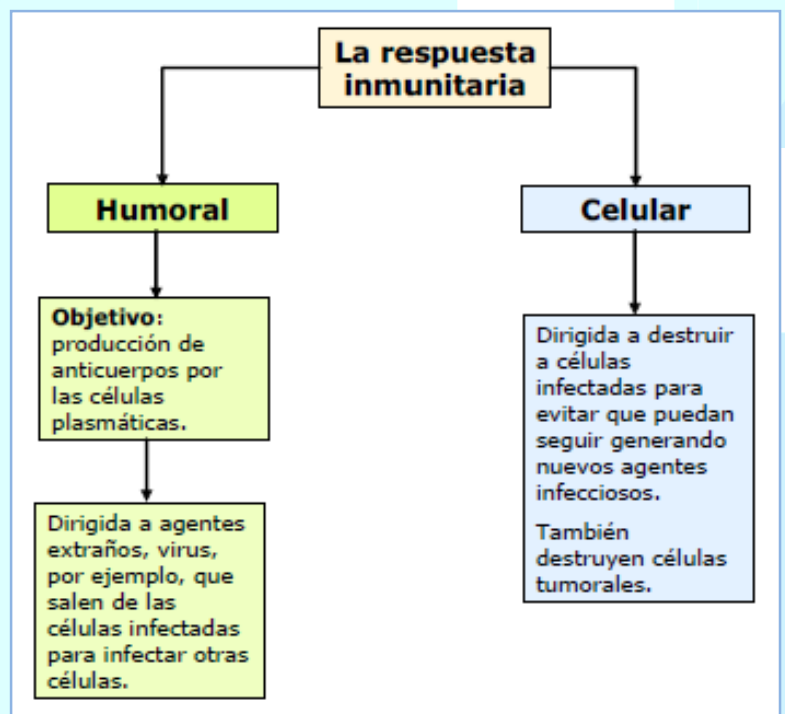 La respuesta
inmunitaria
Humoral
Objetivo:
producción de
anticuerpos por
las células
plasmáticas.
Dirigida a agentes
extraños, virus,
por ejemplo, que
salen de las
células infectadas
para infectar otras
células.
Celular
Dirigida a destruir
a células
infectadas para
evitar que puedan
seguir generando
nuevos agentes
infecciosos.
También
destruyen células
tumorales.